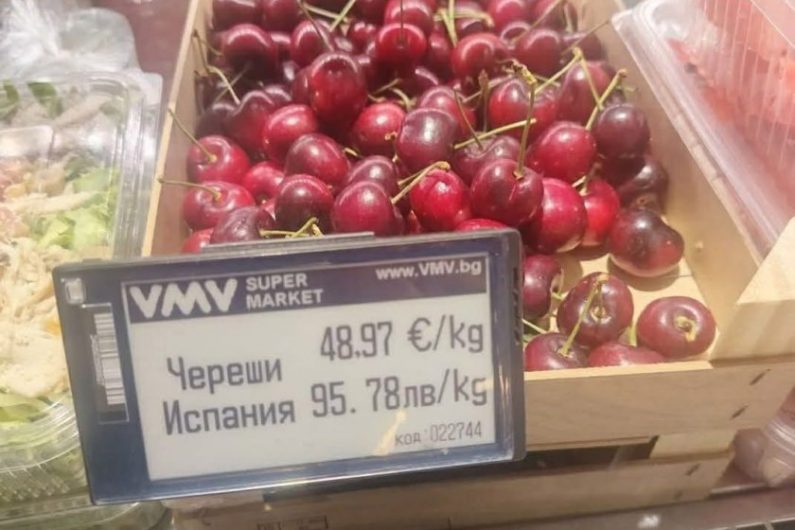 VMV SUPER MARKET www.VMV.bg
Череши 48.97 €/kg
Испания 95.78лв/kg
код:022744